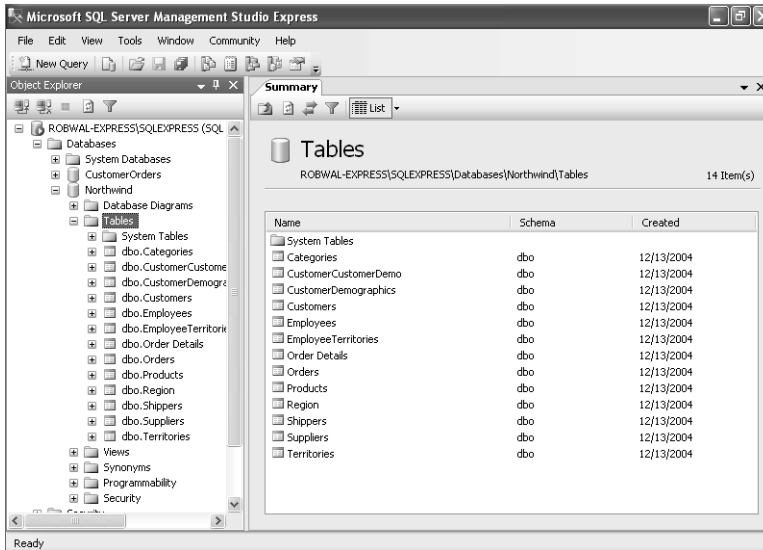 Microsoft SQL Server Management Studio Express
File Edit View Tools Window Community Help
New Query
Object Explorer
ROBWAL-EXPRESS\SQLEXPRESS (SQL
Databases
System Databases
CustomerOrders
Northwind
Database Diagrams
Tables
System Tables
dbo.Categories
dbo.CustomerCustome
dbo.CustomerDemogra
dbo.Customers
dbo.Employees
dbo.EmployeeTerritorie
dbo.Order Details
dbo.Orders
dbo.Products
dbo.Region
dbo.Shippers
dbo.Suppliers
dbo.Territories
Views
Synonyms
Programmability
Security
Summary
List
Tables
ROBWAL-EXPRESS\SQLEXPRESS\Databases\Northwind\Tables 14 Item(s)
Name Schema Created
System Tables
Categories dbo 12/13/2004
CustomerCustomerDemo dbo 12/13/2004
CustomerDemographics dbo 12/13/2004
Customers dbo 12/13/2004
Employees dbo 12/13/2004
EmployeeTerritories dbo 12/13/2004
Order Details dbo 12/13/2004
Orders dbo 12/13/2004
Products dbo 12/13/2004
Region dbo 12/13/2004
Shippers dbo 12/13/2004
Suppliers dbo 12/13/2004
Territories dbo 12/13/2004
Ready